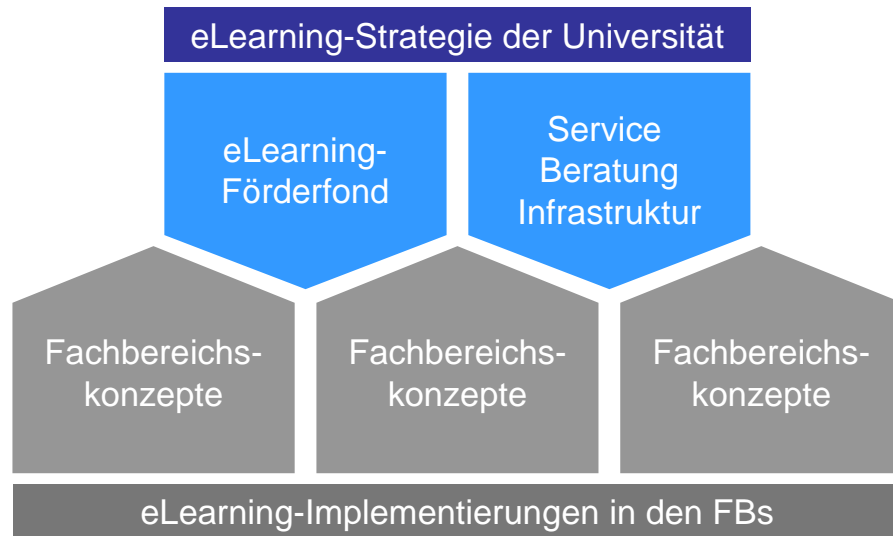 eLearning-Strategie der Universität
eLearning-
Förderfond
Service
Beratung
Infrastruktur
Fachbereichs-
konzepte
Fachbereichs-
konzepte
Fachbereichs-
konzepte
eLearning-Implementierungen in den FBs